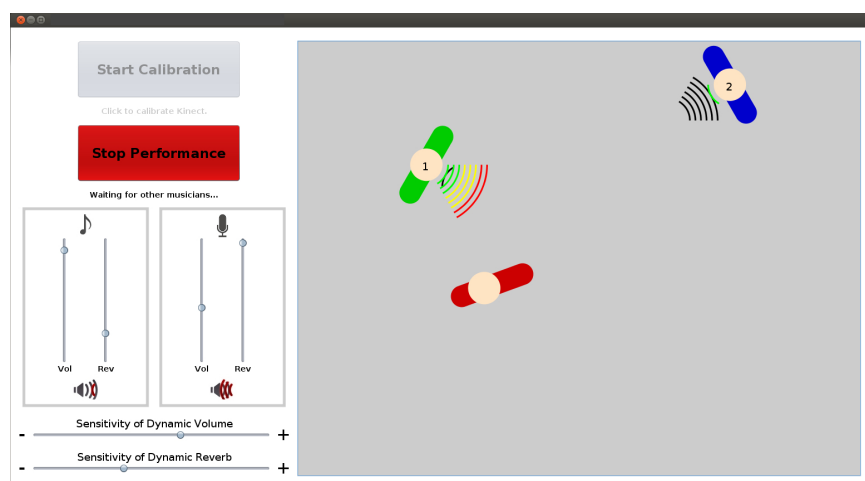 Start Calibration
Click to calibrate Kinect.
Stop Performance
Waiting for other musicians...
Vol Rev
Vol Rev
Sensitivity of Dynamic Volume
- +
Sensitivity of Dynamic Reverb
- +
1
2